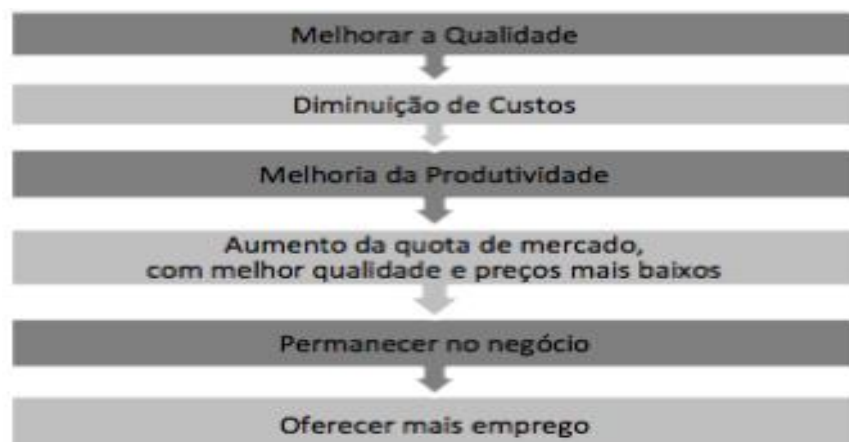 Melhorar a Qualidade
Diminuição de Custos
Melhoria da Produtividade
Aumento da quota de mercado,
com melhor qualidade e preços mais baixos
Permanecer no negócio
Oferecer mais emprego